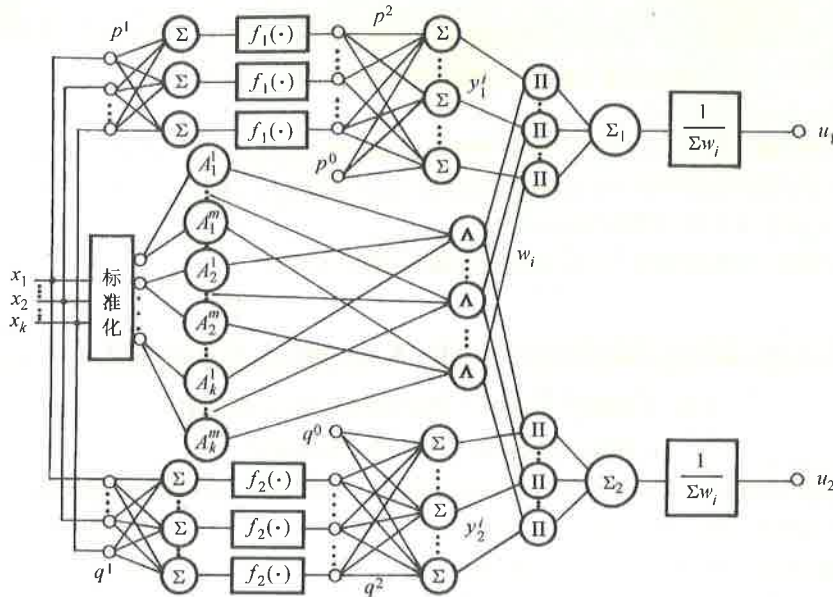 p¹ Σ f₁(·) p² Σ
Σ f₁(·) y₁ⁱ Σ Π
Σ f₁(·) Σ Π Σ₁ 1/Σwᵢ u₁
p⁰ Π
A₁¹
A₁ᵐ Λ
x₁ 标 A₂¹ wᵢ
x₂ 准 A₂ᵐ Λ
xₖ 化
Aₖ¹ Λ
Aₖᵐ q⁰ Σ Π
Σ f₂(·) Π Σ₂ 1/Σwᵢ u₂
Σ f₂(·) Σ y₂ⁱ Π
q¹ Σ f₂(·) q² Σ